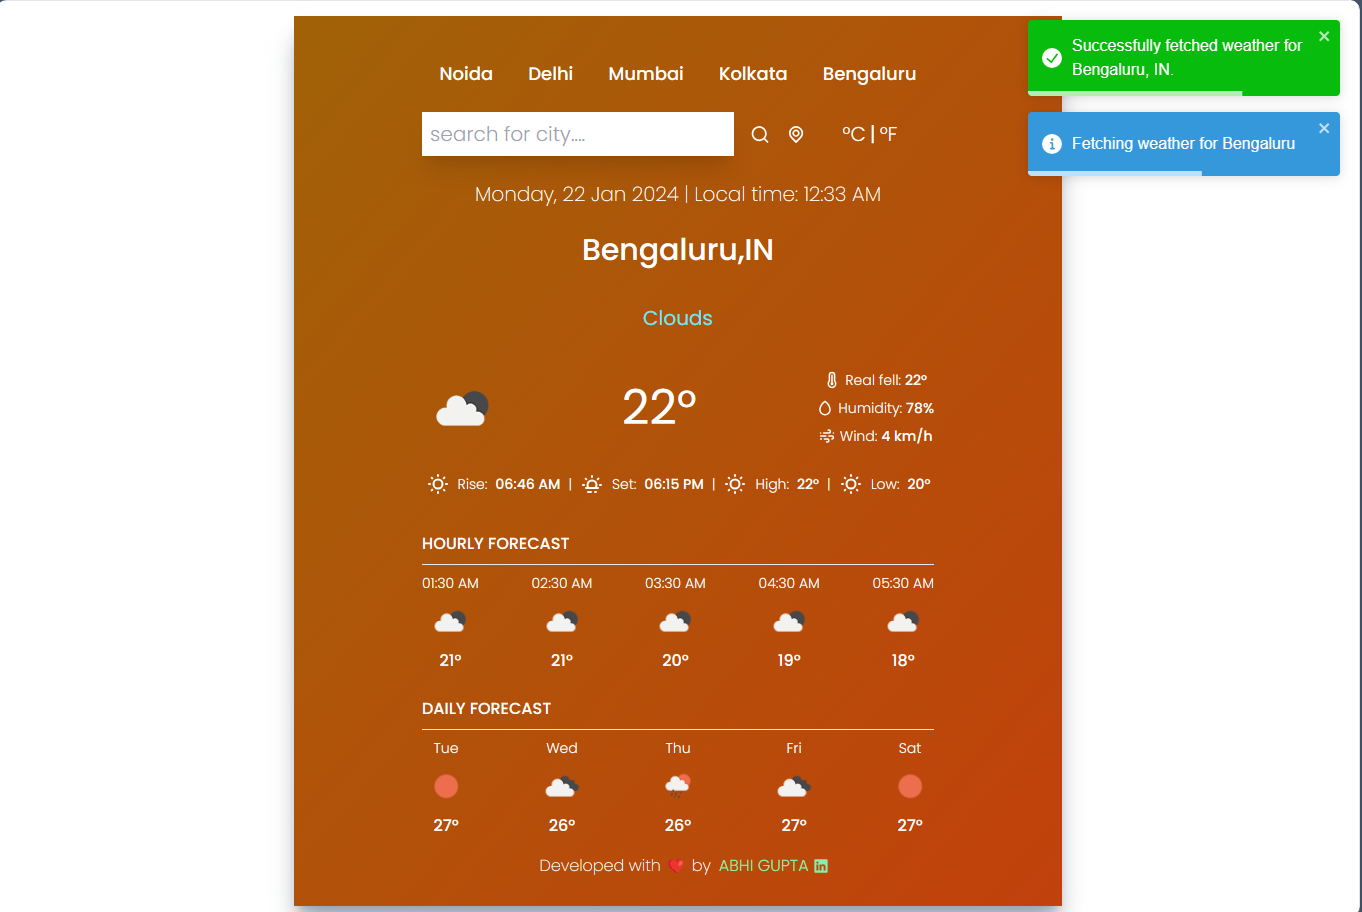 Noida Delhi Mumbai Kolkata Bengaluru
search for city....
°C | °F
Successfully fetched weather for
Bengaluru, IN.
Fetching weather for Bengaluru
Monday, 22 Jan 2024 | Local time: 12:33 AM
Bengaluru,IN
Clouds
22°
Real fell: 22°
Humidity: 78%
Wind: 4 km/h
Rise: 06:46 AM | Set: 06:15 PM | High: 22° | Low: 20°
HOURLY FORECAST
01:30 AM 02:30 AM 03:30 AM 04:30 AM 05:30 AM
21° 21° 20° 19° 18°
DAILY FORECAST
Tue Wed Thu Fri Sat
27° 26° 26° 27° 27°
Developed with ❤️ by ABHI GUPTA in